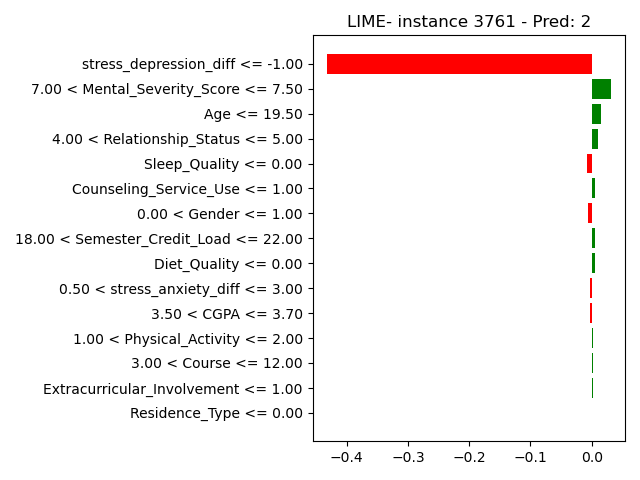 LIME- instance 3761 - Pred: 2
stress_depression_diff <= -1.00
7.00 < Mental_Severity_Score <= 7.50
Age <= 19.50
4.00 < Relationship_Status <= 5.00
Sleep_Quality <= 0.00
Counseling_Service_Use <= 1.00
0.00 < Gender <= 1.00
18.00 < Semester_Credit_Load <= 22.00
Diet_Quality <= 0.00
0.50 < stress_anxiety_diff <= 3.00
3.50 < CGPA <= 3.70
1.00 < Physical_Activity <= 2.00
3.00 < Course <= 12.00
Extracurricular_Involvement <= 1.00
Residence_Type <= 0.00
−0.4 −0.3 −0.2 −0.1 0.0